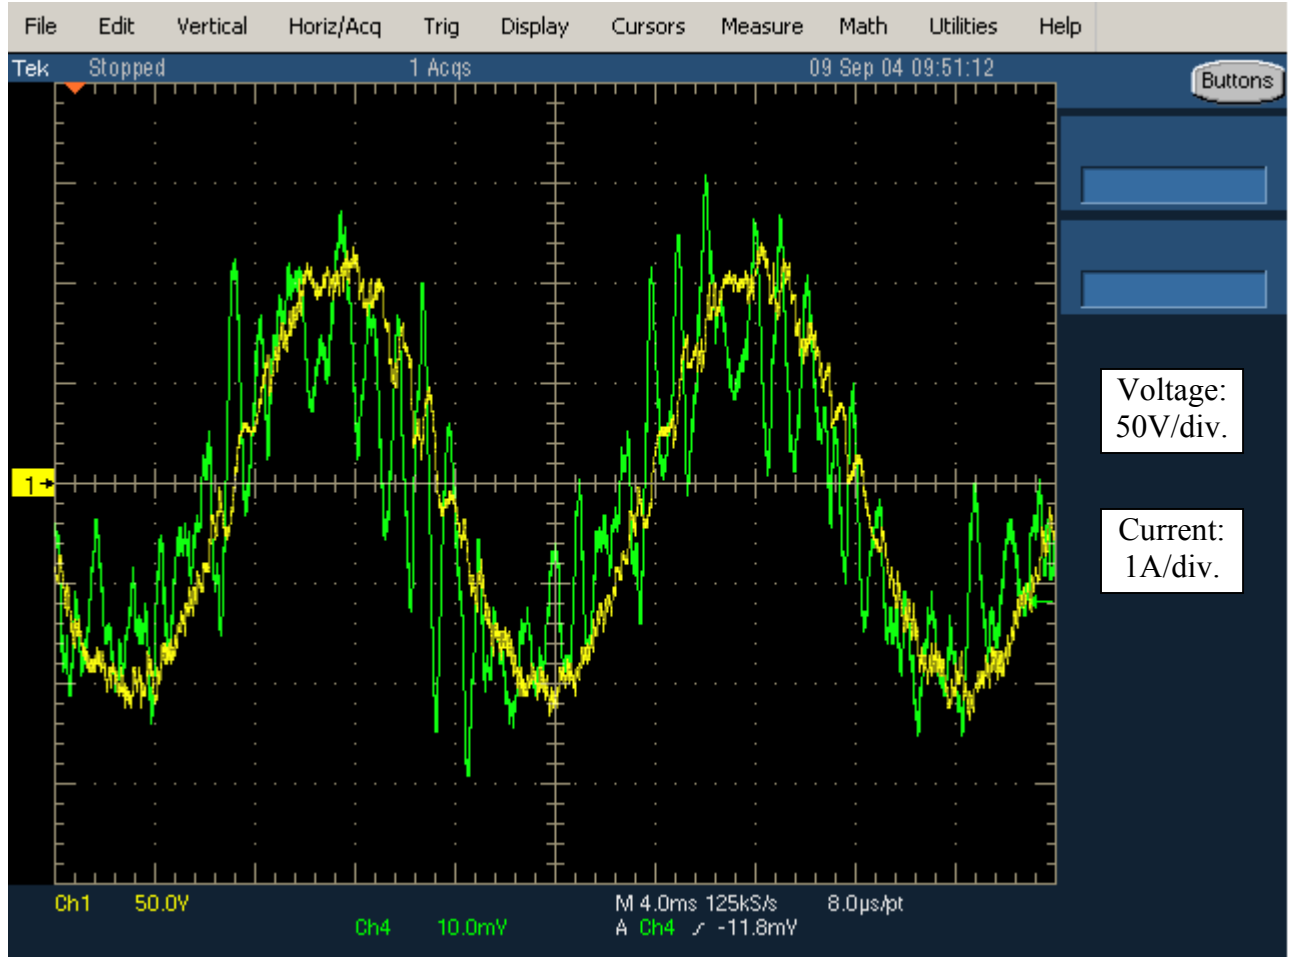 File Edit Vertical Horiz/Acq Trig Display Cursors Measure Math Utilities Help
Tek Stopped 1 Acqs 09 Sep 04 09:51:12
Buttons
Voltage:
50V/div.
1
Current:
1A/div.
Ch1 50.0V M 4.0ms 125kS/s 8.0µs/pt
Ch4 10.0mV A Ch4 -11.8mV